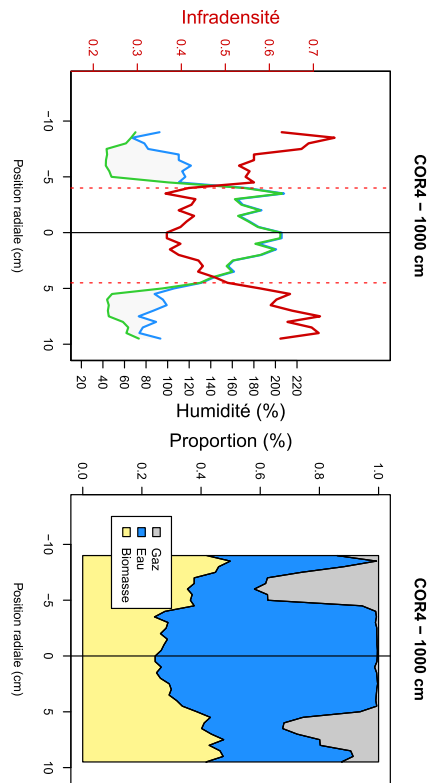 Infradensité
0.2 0.3 0.4 0.5 0.6 0.7
COR4 − 1000 cm
−10 −5 0 5 10
Position radiale (cm)
20 40 60 80 100 120 140 160 180 200 220
Humidité (%)
Proportion (%)
0.0 0.2 0.4 0.6 0.8 1.0
COR4 − 1000 cm
Gaz
Eau
Biomasse
−10 −5 0 5 10
Position radiale (cm)